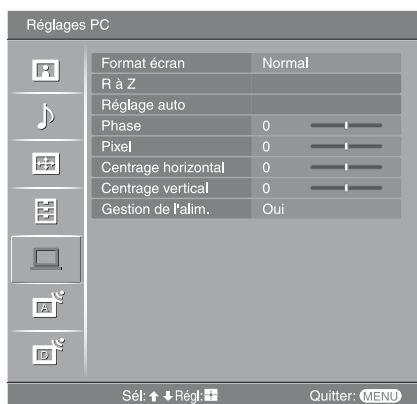 Réglages PC
Format écran Normal
R à Z
Réglage auto
Phase 0
Pixel 0
Centrage horizontal 0
Centrage vertical 0
Gestion de l'alim. Oui
A
D
Sél: Régl: Quitter: MENU